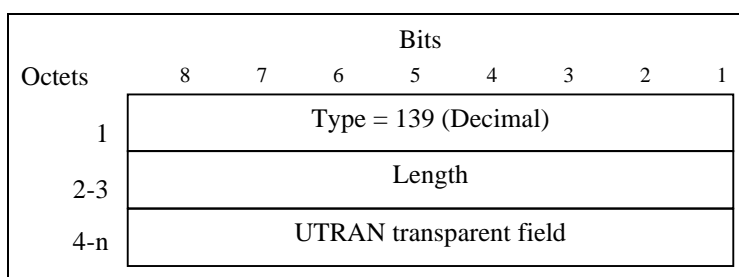 Bits
Octets 8 7 6 5 4 3 2 1
1 Type = 139 (Decimal)
2-3 Length
4-n UTRAN transparent field